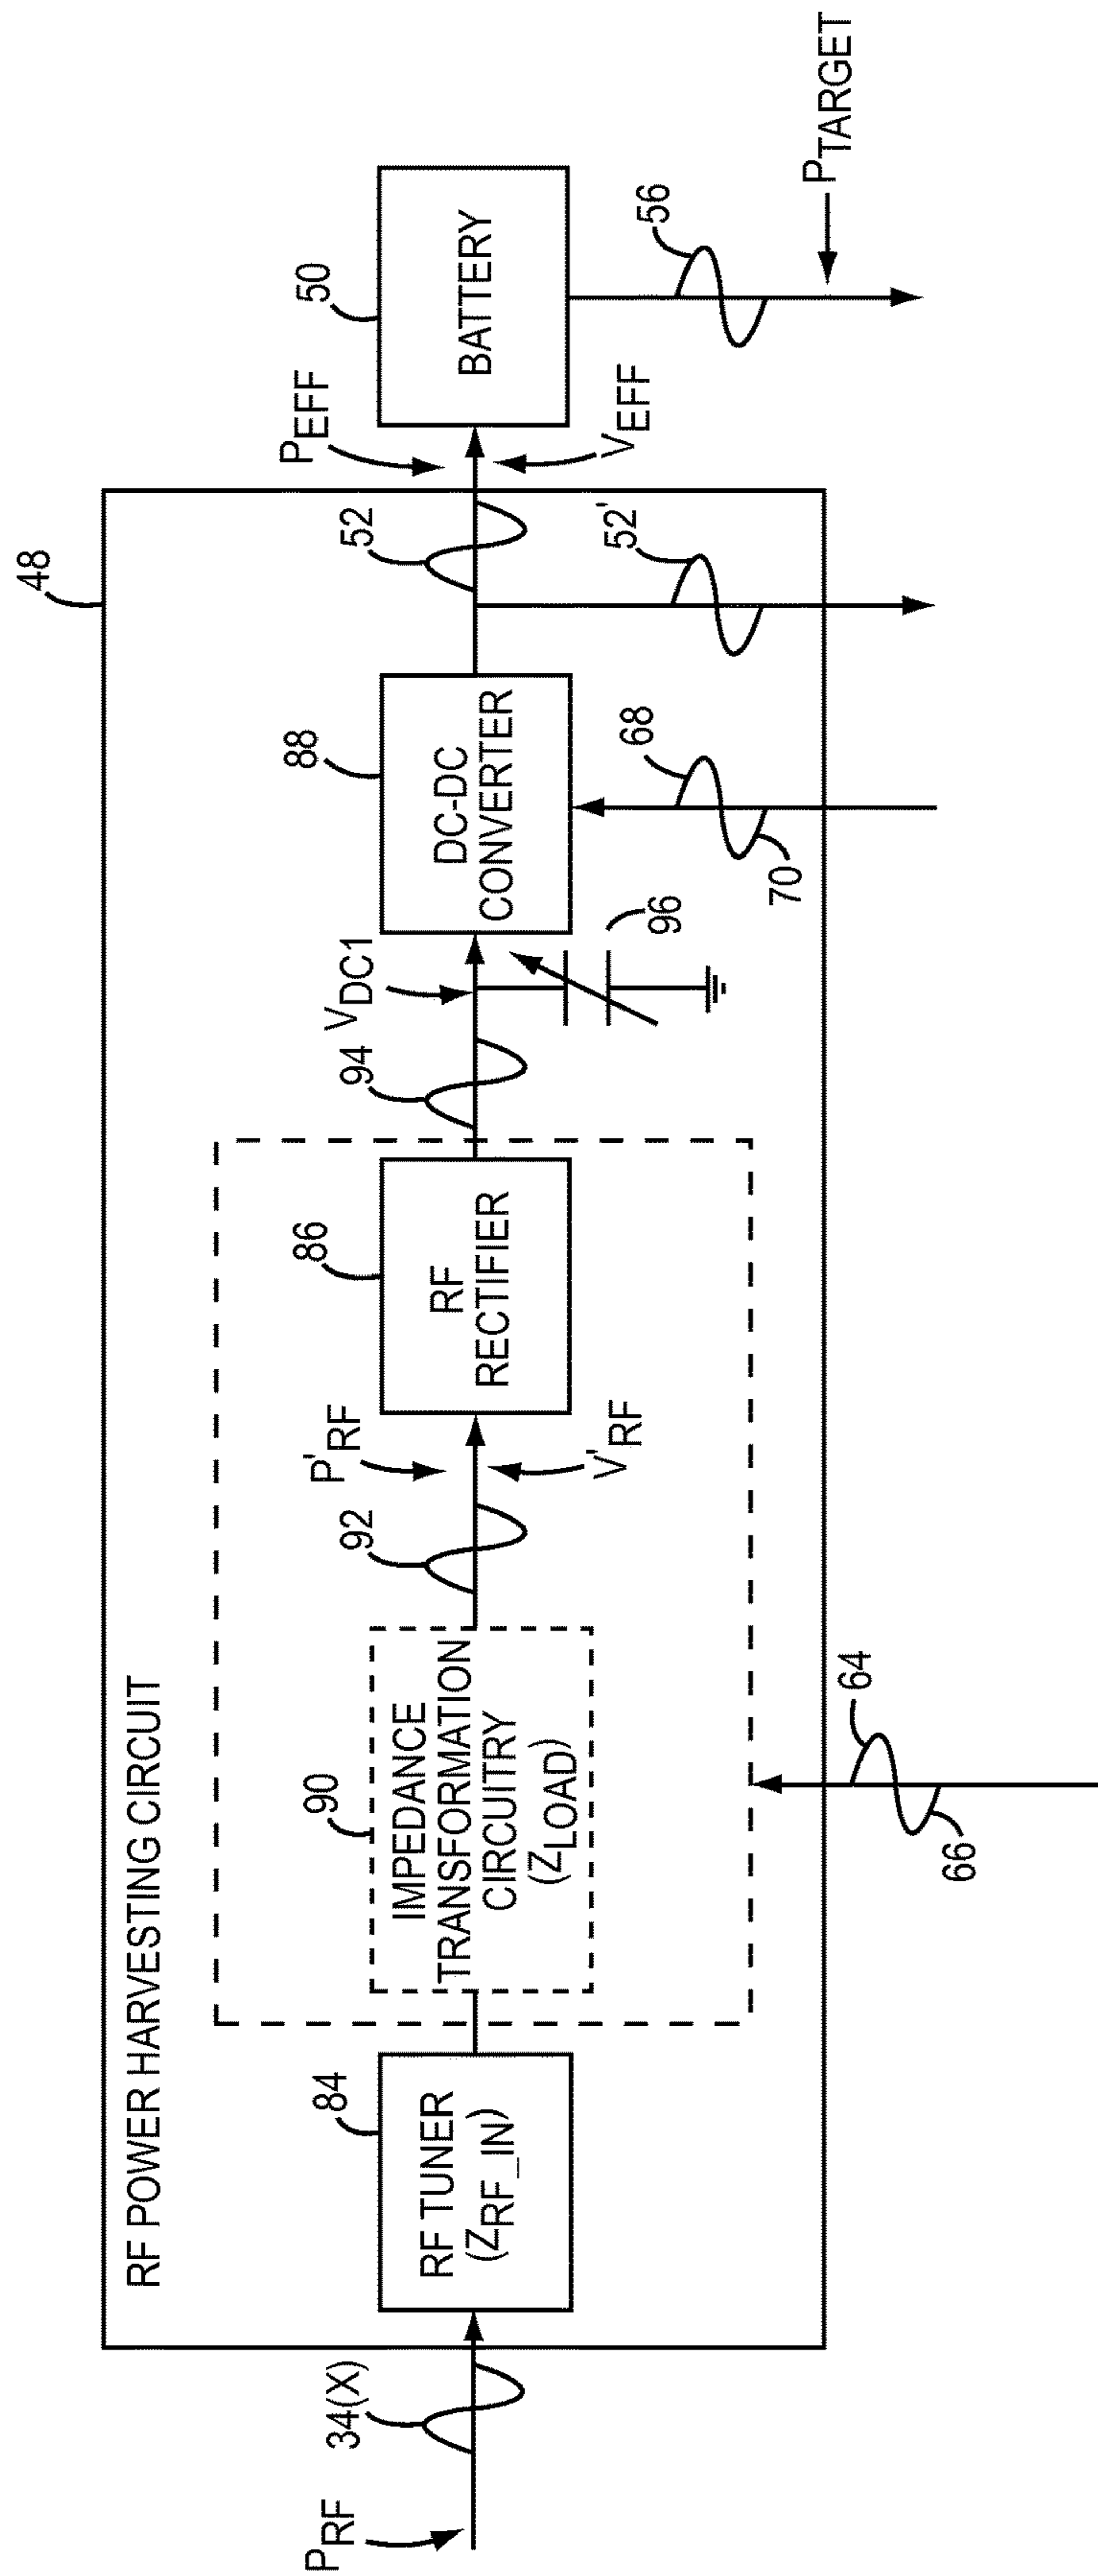 RF POWER HARVESTING CIRCUIT
48
P_RF
34(X)
84
RF TUNER
(Z_RF_IN)
90
IMPEDANCE
TRANSFORMATION
CIRCUITRY
(Z_LOAD)
92
P'_RF
V'_RF
86
RF
RECTIFIER
94
V_DC1
96
88
DC-DC
CONVERTER
52
52'
P_EFF
V_EFF
50
BATTERY
56
P_TARGET
64
66
68
70